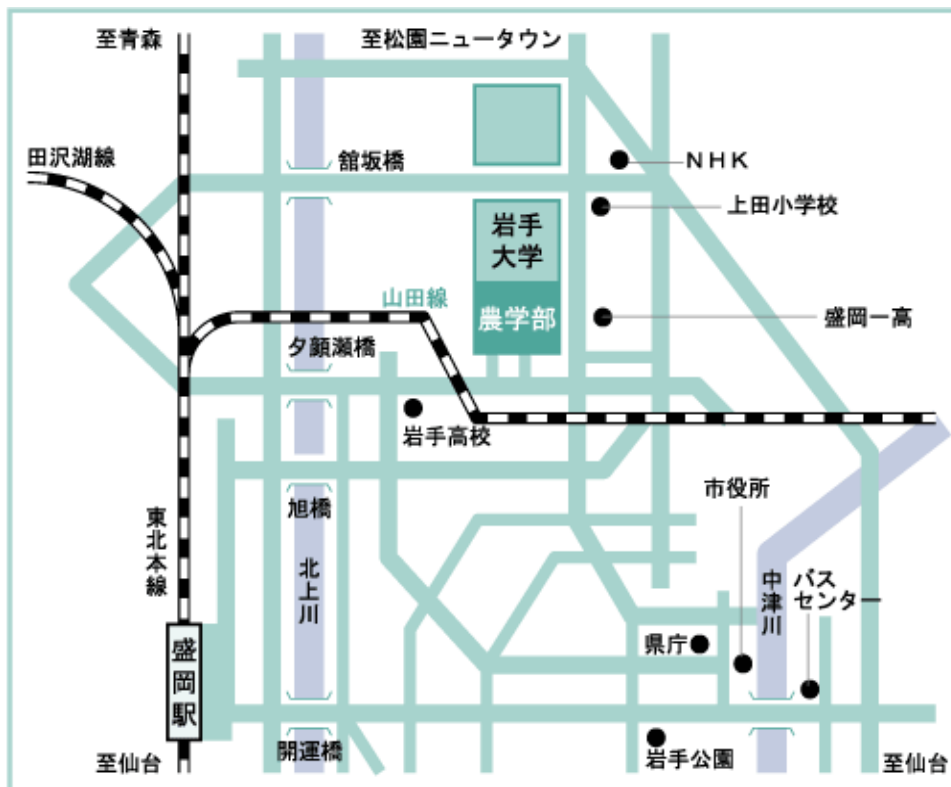 至青森
至松園ニュータウン
田沢湖線
舘坂橋
ＮＨＫ
上田小学校
岩手
大学
農学部
山田線
盛岡一高
夕顔瀬橋
岩手高校
市役所
旭橋
東北本線
北上川
中津川
バス
センター
県庁
盛岡駅
開運橋
岩手公園
至仙台
至仙台